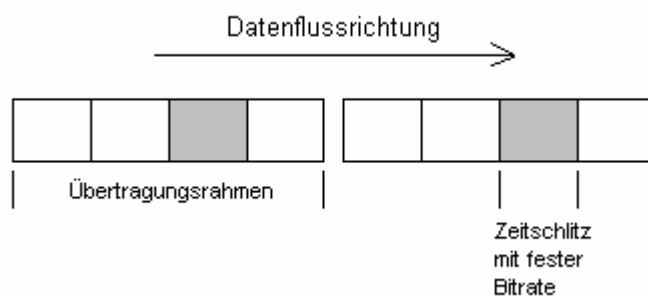 Datenflussrichtung
Übertragungsrahmen
Zeitschlitz
mit fester
Bitrate